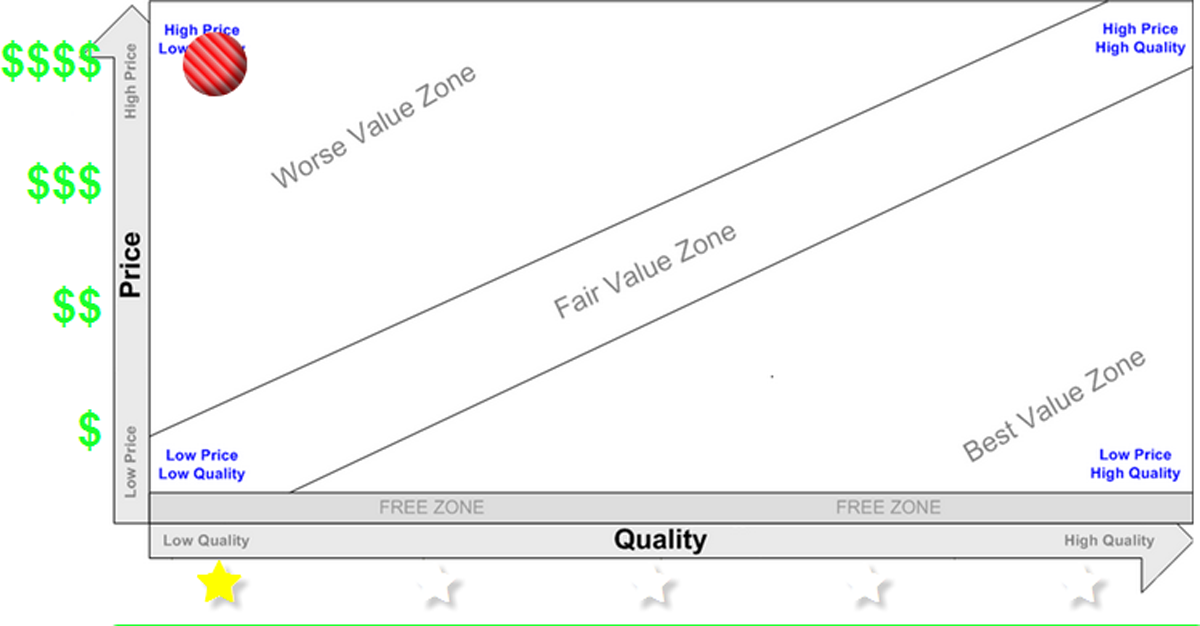 High Price
Low
High Price
High Quality
$$$$
High Price
Worse Value Zone
$$$
Fair Value Zone
Price
$$
Best Value Zone
$
Low Price
Low Price
Low Quality
Low Price
High Quality
FREE ZONE
FREE ZONE
Low Quality
Quality
High Quality